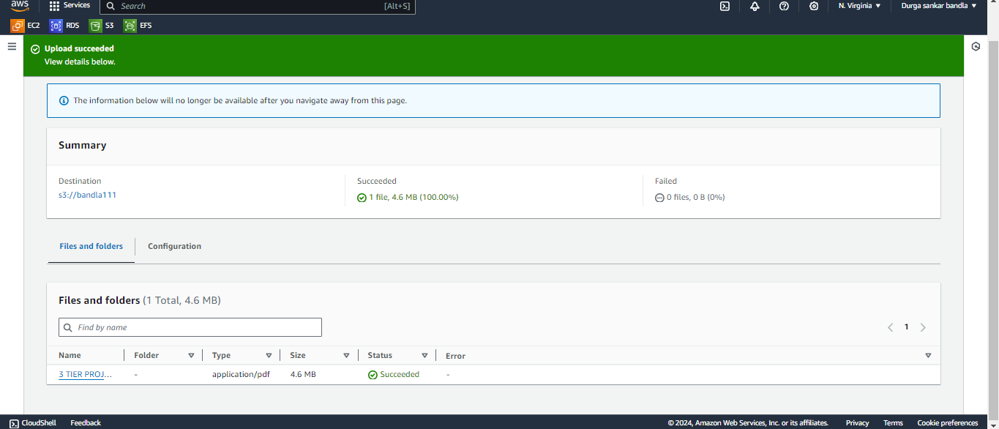 aws
Services
Search
[Alt+S]
N. Virginia
Durga sankar bandla
EC2
RDS
S3
EFS
Upload succeeded
View details below.
The information below will no longer be available after you navigate away from this page.
Summary
Destination
s3://bandla111
Succeeded
1 file, 4.6 MB (100.00%)
Failed
0 files, 0 B (0%)
Files and folders
Configuration
Files and folders (1 Total, 4.6 MB)
Find by name
1
Name Folder Type Size Status Error
3 TIER PROJ... - application/pdf 4.6 MB Succeeded -
CloudShell Feedback © 2024, Amazon Web Services, Inc. or its affiliates. Privacy Terms Cookie preferences